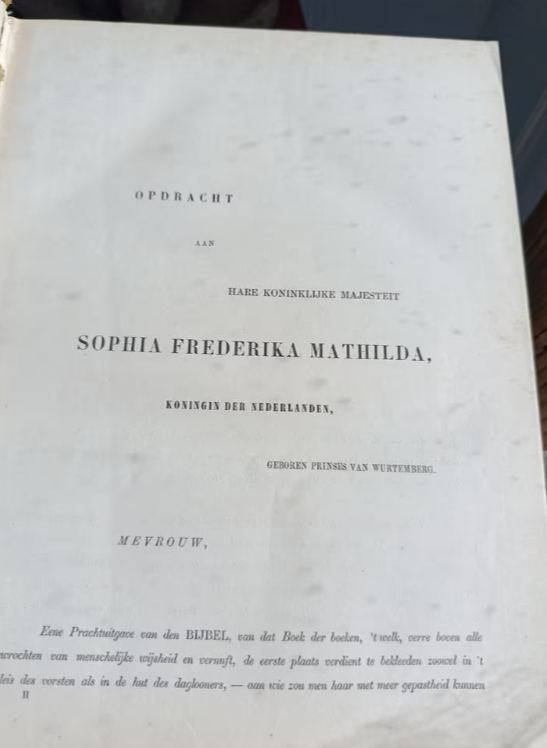 OPDRACHT
AAN
HARE KONINKLIJKE MAJESTEIT
SOPHIA FREDERIKA MATHILDA,
KONINGIN DER NEDERLANDEN,
GEBOREN PRINSES VAN WURTEMBERG.
MEVROUW,
Eene Prachtuitgave van den BIJBEL, van dat Boek der boeken, 't welk, verre boven alle
wrochten van menschelijke wijsheid en vernuft, de eerste plaats verdient te bekleeden zoowel in 't
leis des vorsten als in de hut des daglooners, — aan wie zou men haar met meer gepastheid kunnen
II